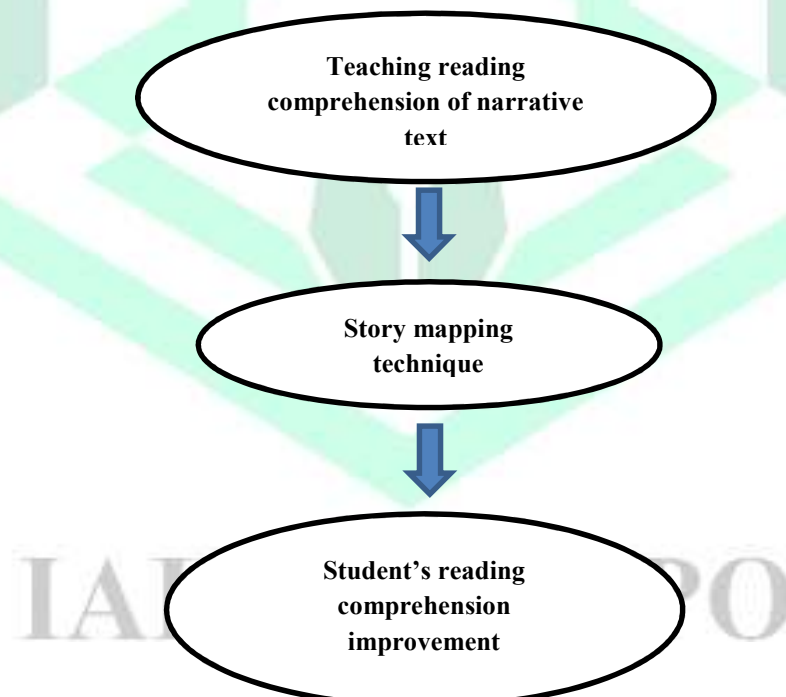 Teaching reading
comprehension of narrative
text
Story mapping
technique
Student’s reading
comprehension
improvement